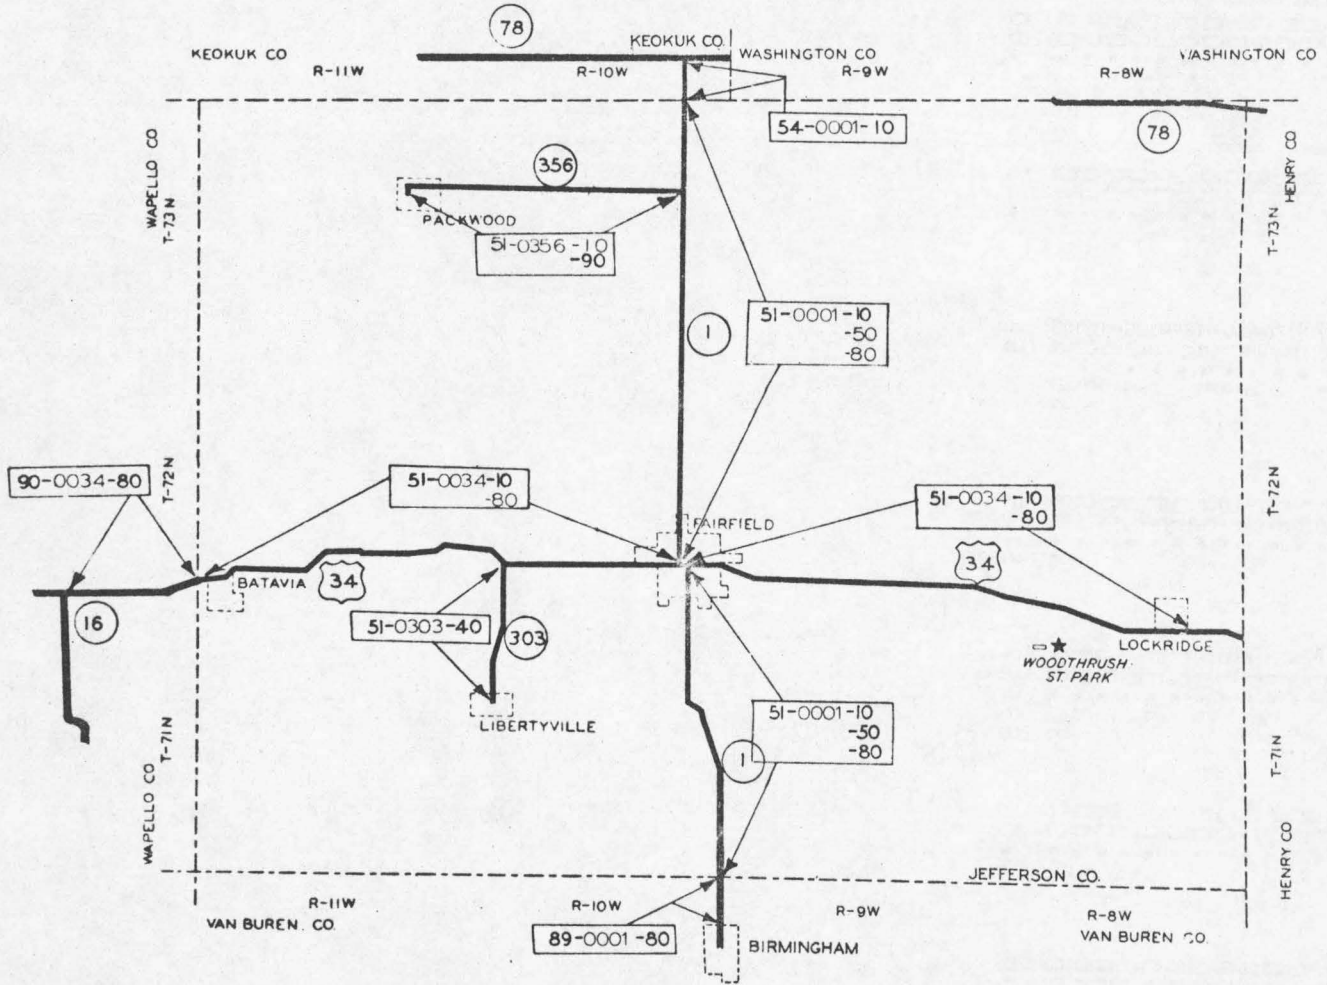 78
KEOKUK CO
KEOKUK CO.
WASHINGTON CO
WASHINGTON CO
R-11W
R-10W
R-9W
R-8W
54-0001-10
78
WAPELLO CO
T-73N
HENRY CO
T-73N
356
PACKWOOD
51-0356-10
-90
1
51-0001-10
-50
-80
90-0034-80
T-72N
51-0034-10
-80
51-0034-10
-80
T-72N
FAIRFIELD
BATAVIA
34
34
16
51-0303-40
303
LOCKRIDGE
WOODTHRUSH
ST. PARK
LIBERTYVILLE
51-0001-10
-50
-80
1
T-71N
WAPELLO CO
T-71N
HENRY CO
JEFFERSON CO.
R-11W
R-10W
R-9W
R-8W
VAN BUREN. CO.
VAN BUREN CO.
89-0001-80
BIRMINGHAM